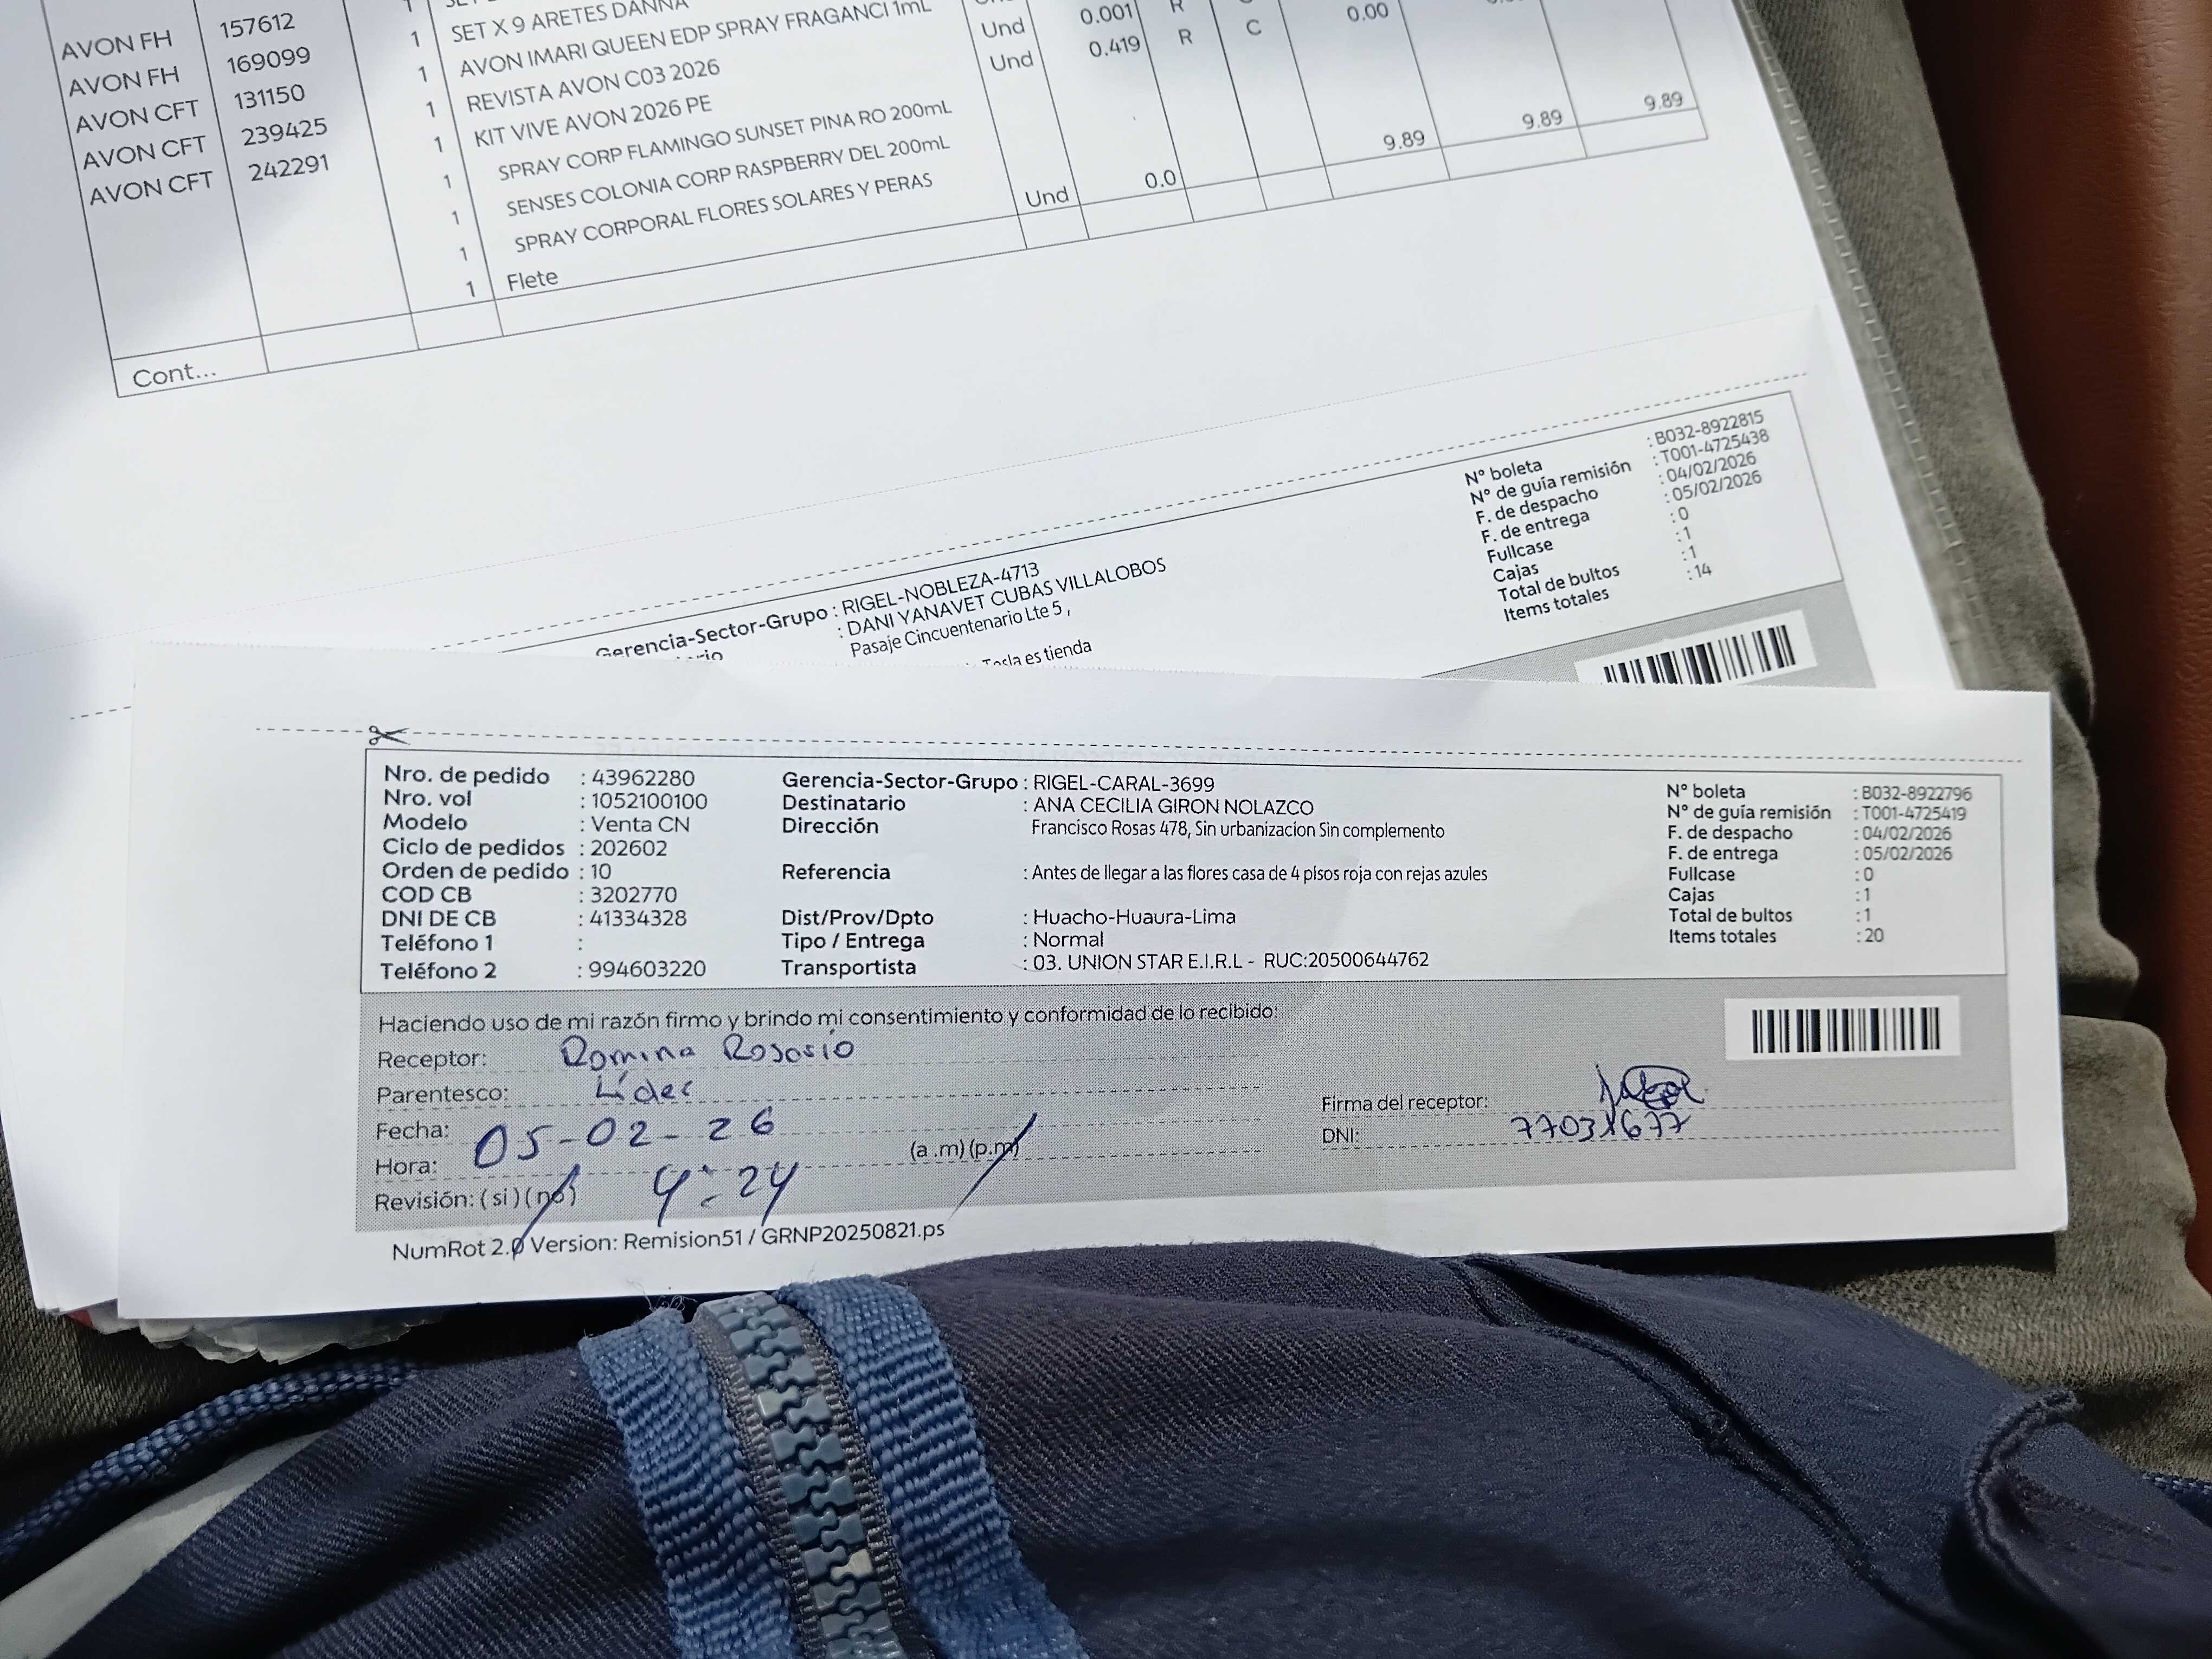 AVON FH 157612 1 SET X 9 ARETES DANNA
AVON FH 169099 1 AVON IMARI QUEEN EDP SPRAY FRAGANCI 1mL Und 0.001 R
AVON CFT 131150 1 REVISTA AVON C03 2026 Und 0.419 R C 0.00
AVON CFT 239425 1 KIT VIVE AVON 2026 PE
AVON CFT 242291 1 SPRAY CORP FLAMINGO SUNSET PINA RO 200mL
1 SENSES COLONIA CORP RASPBERRY DEL 200mL
1 SPRAY CORPORAL FLORES SOLARES Y PERAS
1 Flete Und 0.0 9.89 9.89 9.89
Cont...
N° boleta : B032-8922815
N° de guía remisión : T001-4725438
F. de despacho : 04/02/2026
F. de entrega : 05/02/2026
Fullcase : 0
Cajas : 1
Total de bultos : 1
Items totales : 14
Gerencia-Sector-Grupo : RIGEL-NOBLEZA-4713
: DANI YANAVET CUBAS VILLALOBOS
Pasaje Cincuentenario Lte 5 ,
es tienda
Nro. de pedido : 43962280
Nro. vol : 1052100100
Modelo : Venta CN
Ciclo de pedidos : 202602
Orden de pedido : 10
COD CB : 3202770
DNI DE CB : 41334328
Teléfono 1 :
Teléfono 2 : 994603220
Gerencia-Sector-Grupo : RIGEL-CARAL-3699
Destinatario : ANA CECILIA GIRON NOLAZCO
Dirección Francisco Rosas 478, Sin urbanizacion Sin complemento
Referencia : Antes de llegar a las flores casa de 4 pisos roja con rejas azules
Dist/Prov/Dpto : Huacho-Huaura-Lima
Tipo / Entrega : Normal
Transportista : 03. UNION STAR E.I.R.L - RUC:20500644762
N° boleta : B032-8922796
N° de guía remisión : T001-4725419
F. de despacho : 04/02/2026
F. de entrega : 05/02/2026
Fullcase : 0
Cajas : 1
Total de bultos : 1
Items totales : 20
Haciendo uso de mi razón firmo y brindo mi consentimiento y conformidad de lo recibido:
Receptor: Romina Rosario
Parentesco: Líder
Fecha: 05-02-26
Hora: 4:24 (a .m) (p.m)
Revisión: ( si ) ( no )
Firma del receptor:
DNI:
NumRot 2.0 Version: Remision51 / GRNP20250821.ps